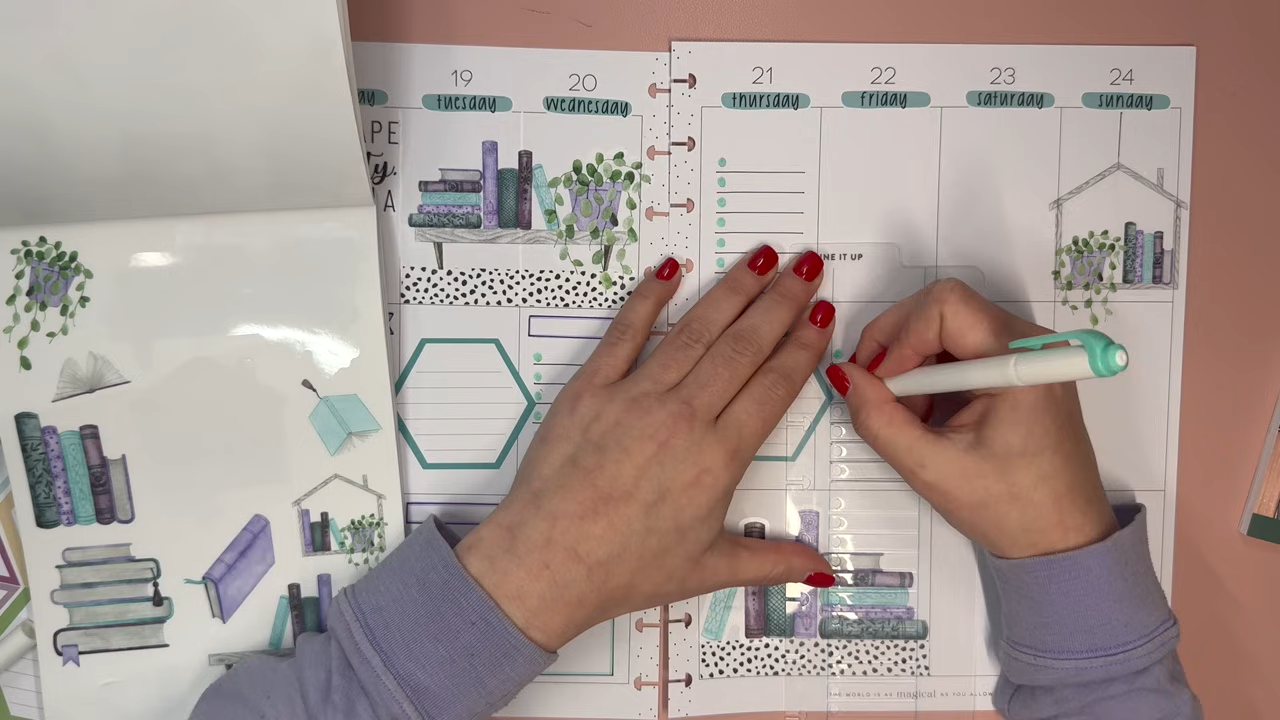 19 20 21 22 23 24
tuesday wednesday thursday friday saturday sunday
NE IT UP
THE WORLD IS AS magical AS YOU ALLOW